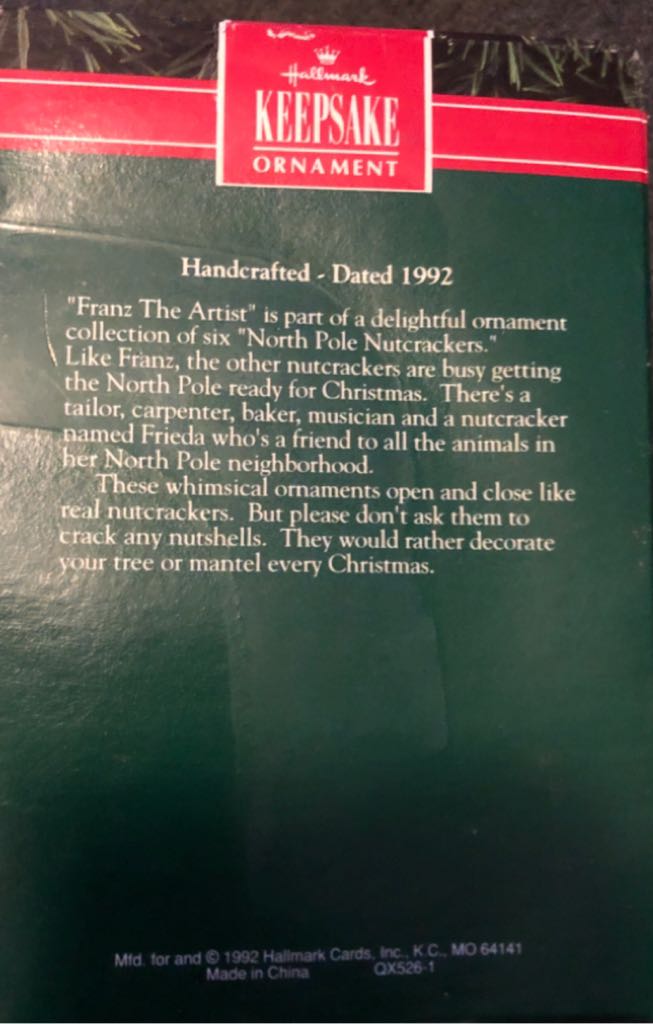 Hallmark
KEEPSAKE
ORNAMENT
Handcrafted - Dated 1992
"Franz The Artist" is part of a delightful ornament
collection of six "North Pole Nutcrackers."
Like Franz, the other nutcrackers are busy getting
the North Pole ready for Christmas. There's a
tailor, carpenter, baker, musician and a nutcracker
named Frieda who's a friend to all the animals in
her North Pole neighborhood.
These whimsical ornaments open and close like
real nutcrackers. But please don't ask them to
crack any nutshells. They would rather decorate
your tree or mantel every Christmas.
Mfd. for and © 1992 Hallmark Cards, Inc., K.C., MO 64141
Made in China QX526-1